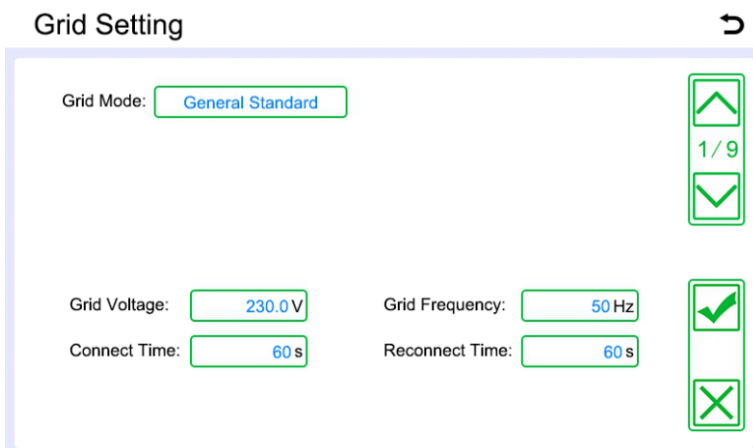 Grid Setting
Grid Mode: General Standard
1/9
Grid Voltage: 230.0 V Grid Frequency: 50 Hz
Connect Time: 60 s Reconnect Time: 60 s